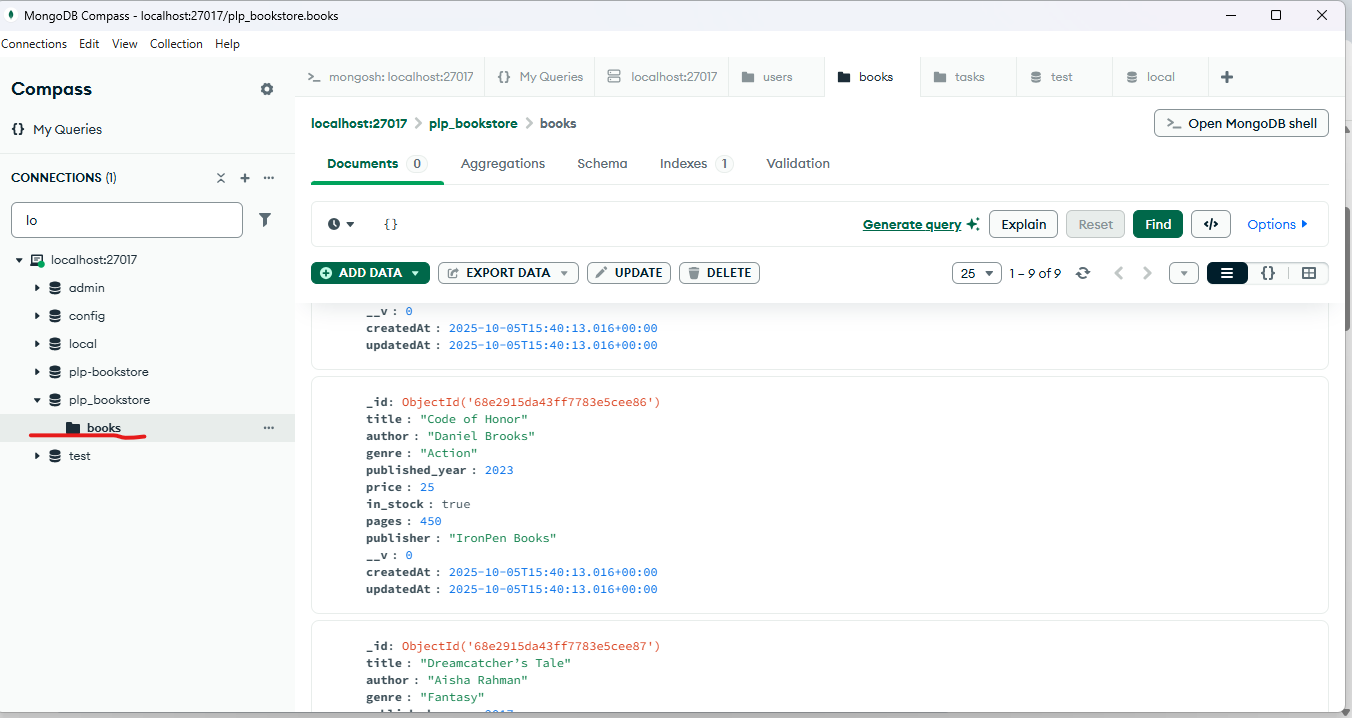 MongoDB Compass - localhost:27017/plp_bookstore.books
Connections Edit View Collection Help
Compass
My Queries
CONNECTIONS (1)
lo
localhost:27017
admin
config
local
plp-bookstore
plp_bookstore
books
test
mongosh: localhost:27017 My Queries localhost:27017 users books tasks test local
localhost:27017 plp_bookstore books
Open MongoDB shell
Documents 0 Aggregations Schema Indexes 1 Validation
{} Generate query Explain Reset Find </> Options
ADD DATA EXPORT DATA UPDATE DELETE 25 1 – 9 of 9 {}
__v : 0
createdAt : 2025-10-05T15:40:13.016+00:00
updatedAt : 2025-10-05T15:40:13.016+00:00
_id: ObjectId('68e2915da43ff7783e5cee86')
title : "Code of Honor"
author : "Daniel Brooks"
genre : "Action"
published_year : 2023
price : 25
in_stock : true
pages : 450
publisher : "IronPen Books"
__v : 0
createdAt : 2025-10-05T15:40:13.016+00:00
updatedAt : 2025-10-05T15:40:13.016+00:00
_id: ObjectId('68e2915da43ff7783e5cee87')
title : "Dreamcatcher’s Tale"
author : "Aisha Rahman"
genre : "Fantasy"